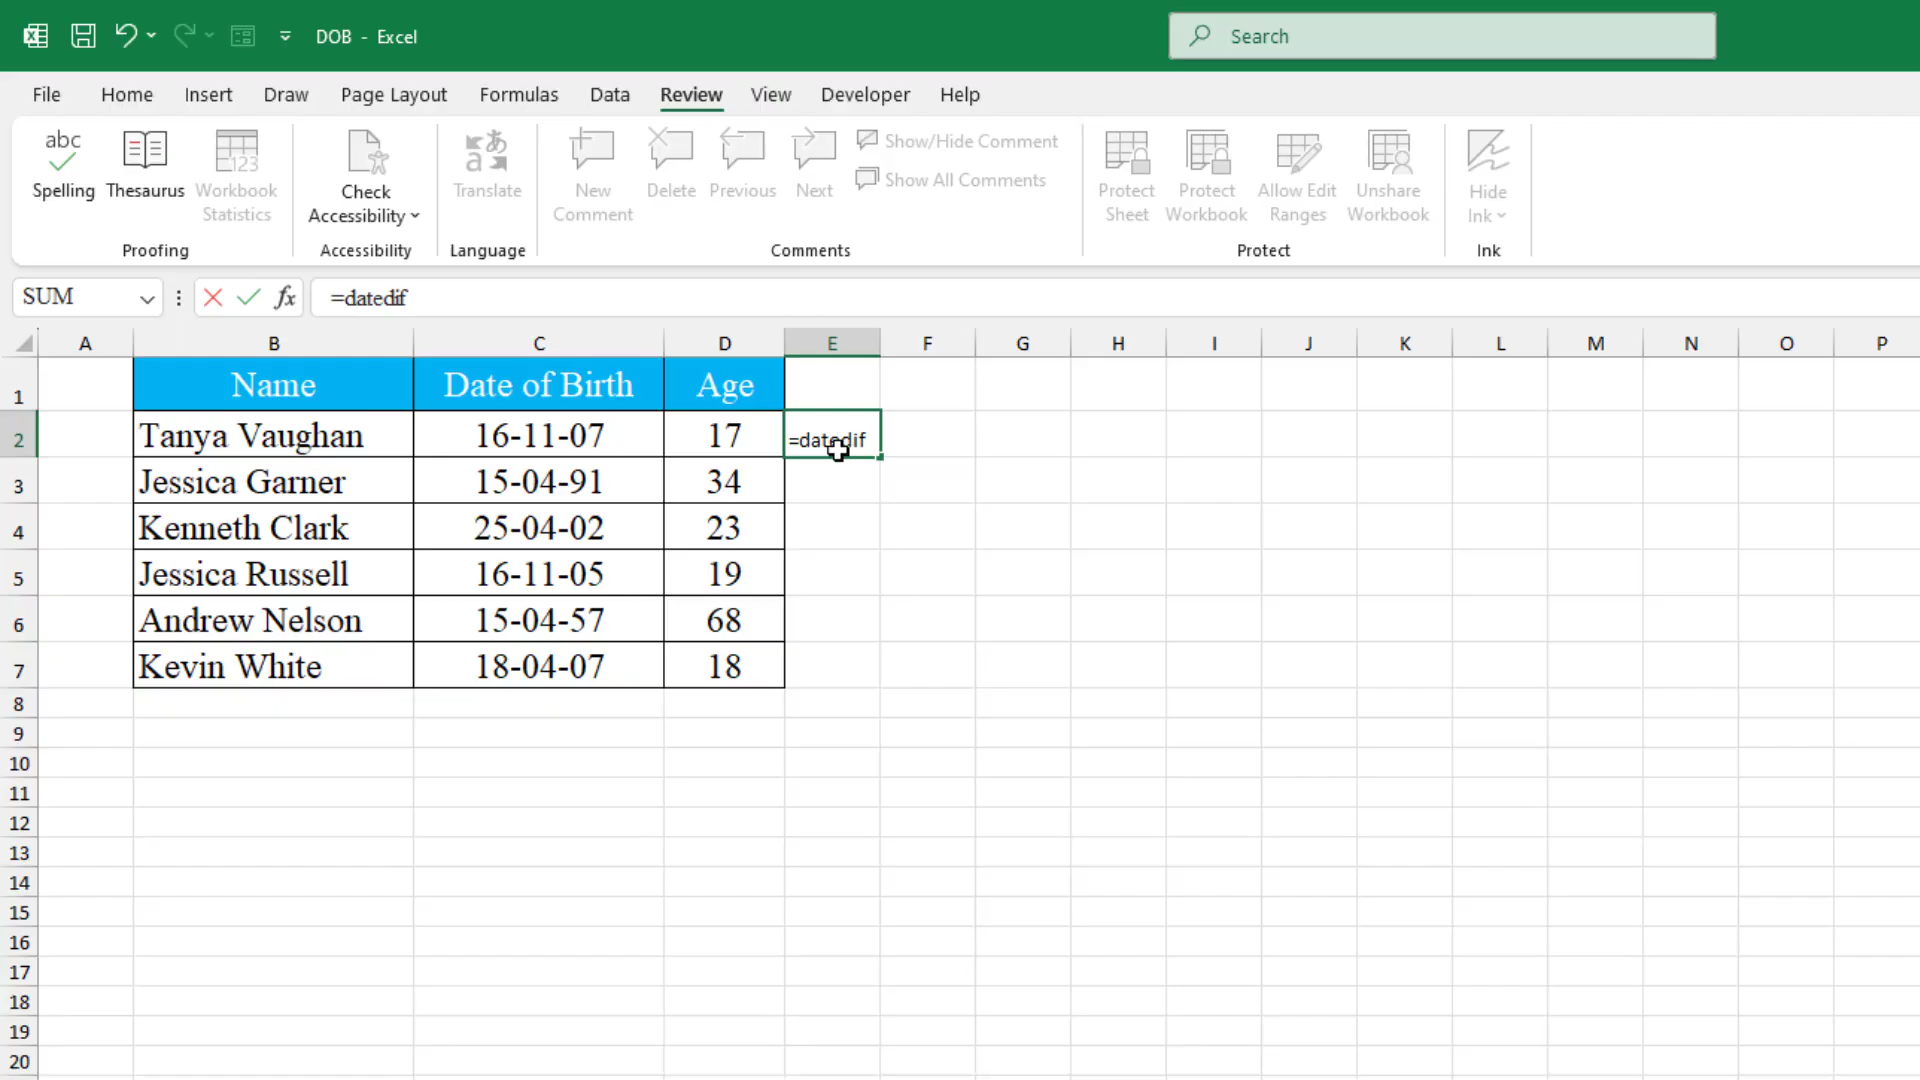 DOB - Excel
Search
File Home Insert Draw Page Layout Formulas Data Review View Developer Help
abc
Spelling
Thesaurus
123
Workbook Statistics
Proofing
Check Accessibility
Accessibility
Translate
Language
New Comment
Delete
Previous
Next
Show/Hide Comment
Show All Comments
Comments
Protect Sheet
Protect Workbook
Allow Edit Ranges
Unshare Workbook
Protect
Hide Ink
Ink
SUM
fx
=datedif
A B C D E F G H I J K L M N O P
1 Name Date of Birth Age
2 Tanya Vaughan 16-11-07 17 =datedif
3 Jessica Garner 15-04-91 34
4 Kenneth Clark 25-04-02 23
5 Jessica Russell 16-11-05 19
6 Andrew Nelson 15-04-57 68
7 Kevin White 18-04-07 18
8
9
10
11
12
13
14
15
16
17
18
19
20